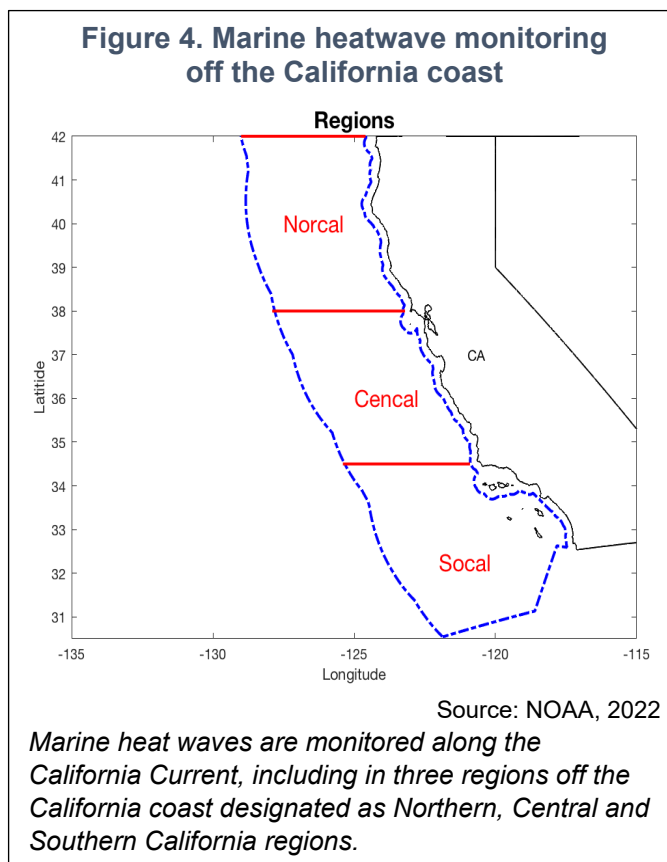 Figure 4. Marine heatwave monitoring
off the California coast
Regions
42
41
40
39
38
37
36
35
34
33
32
31
Latitide
Norcal
Cencal
Socal
CA
-135
-130
-125
-120
-115
Longitude
Source: NOAA, 2022
Marine heat waves are monitored along the
California Current, including in three regions off the
California coast designated as Northern, Central and
Southern California regions.